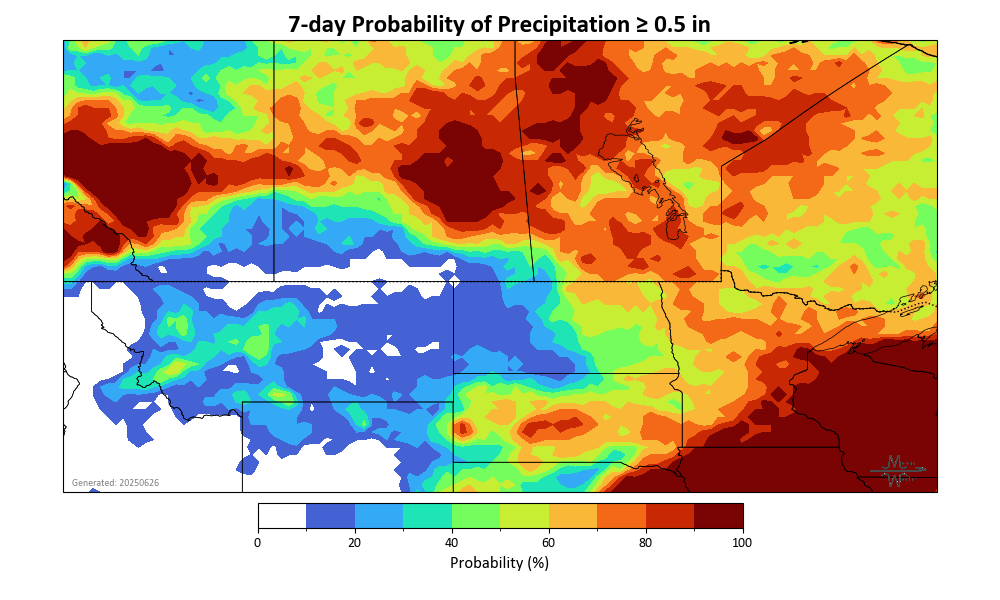 7-day Probability of Precipitation ≥ 0.5 in
Generated: 20250626
0 20 40 60 80 100
Probability (%)